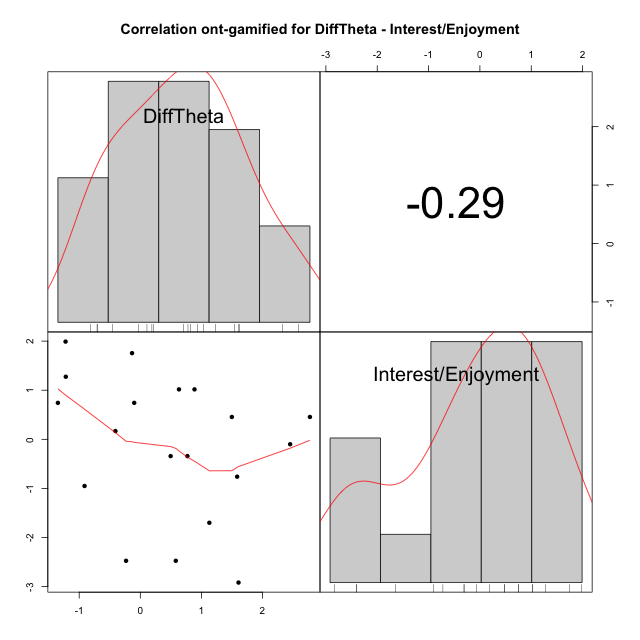 Correlation ont-gamified for DiffTheta - Interest/Enjoyment
-3 -2 -1 0 1 2
DiffTheta
-0.29
2
1
0
-1
Interest/Enjoyment
2
1
0
-1
-2
-3
-1 0 1 2